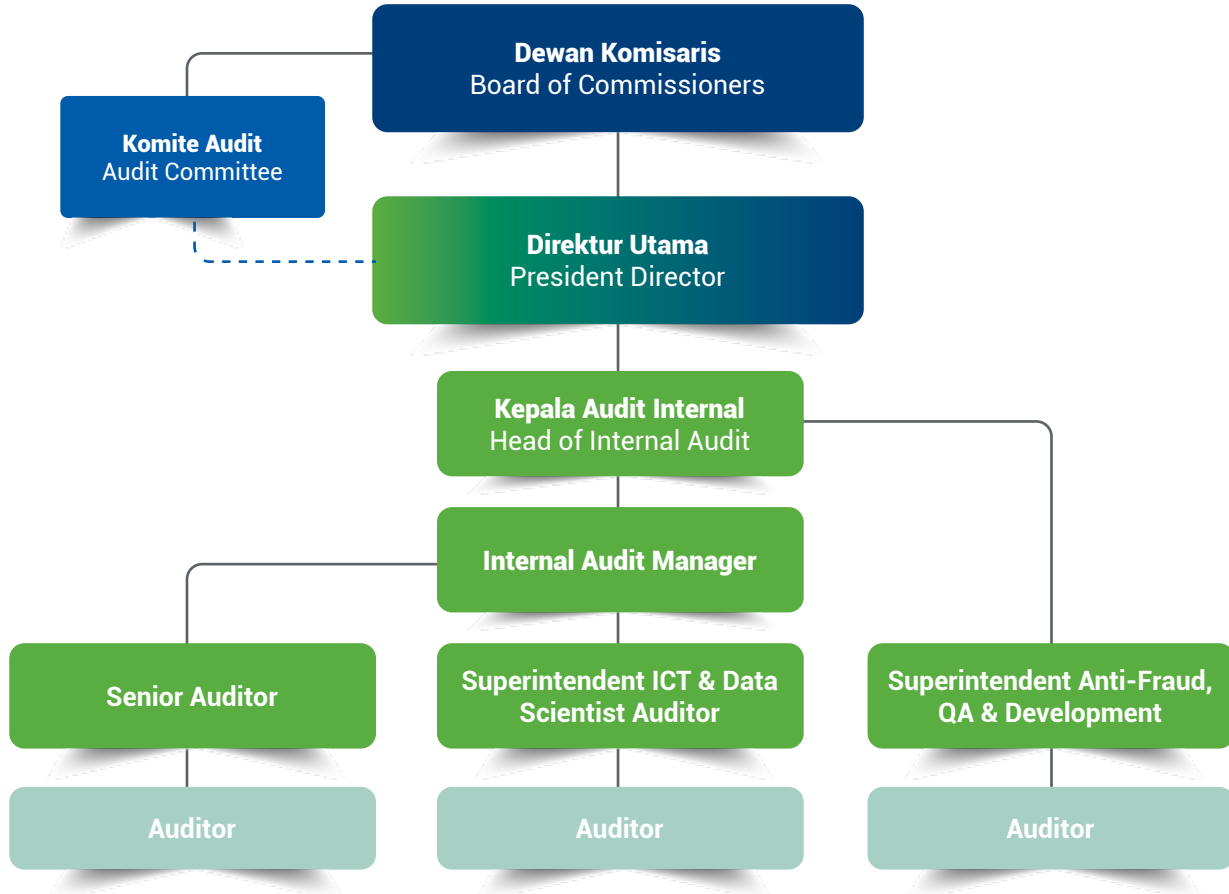 Dewan Komisaris
Board of Commissioners
Komite Audit
Audit Committee
Direktur Utama
President Director
Kepala Audit Internal
Head of Internal Audit
Internal Audit Manager
Senior Auditor
Superintendent ICT & Data
Scientist Auditor
Superintendent Anti-Fraud,
QA & Development
Auditor
Auditor
Auditor